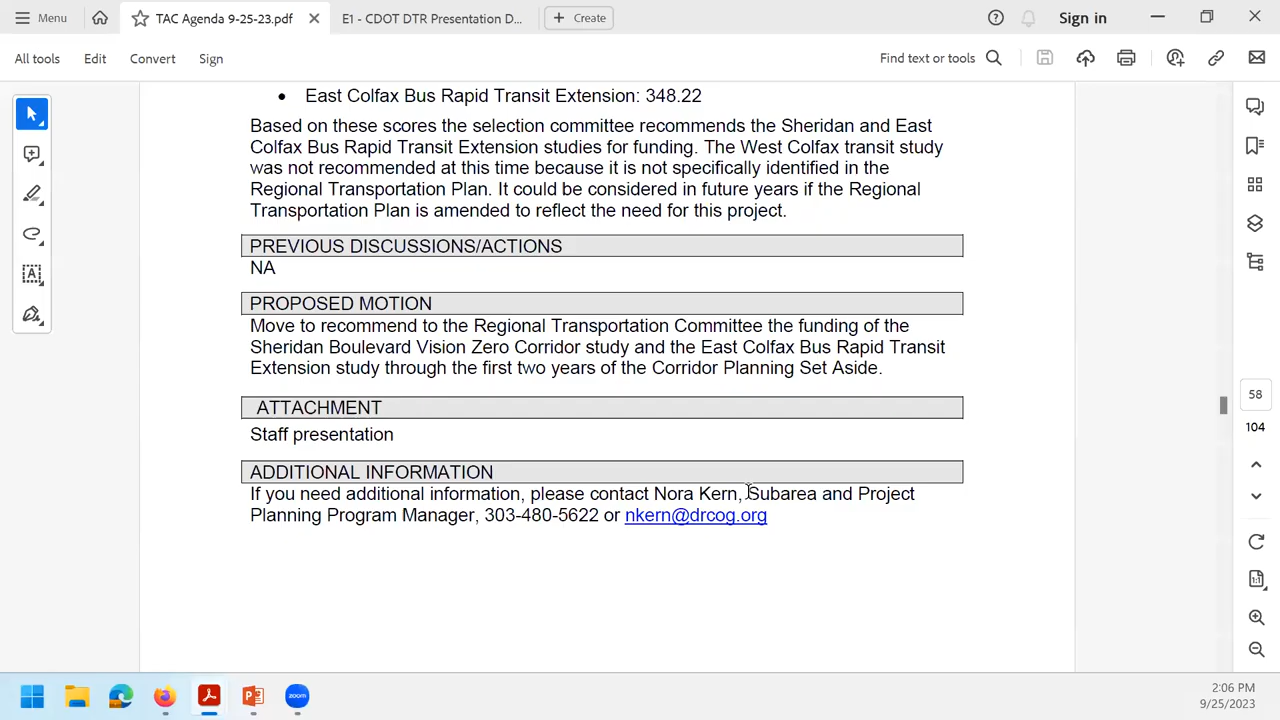 Menu
TAC Agenda 9-25-23.pdf
E1 - CDOT DTR Presentation D...
Create
Sign in
All tools
Edit
Convert
Sign
Find text or tools
• East Colfax Bus Rapid Transit Extension: 348.22
Based on these scores the selection committee recommends the Sheridan and East
Colfax Bus Rapid Transit Extension studies for funding. The West Colfax transit study
was not recommended at this time because it is not specifically identified in the
Regional Transportation Plan. It could be considered in future years if the Regional
Transportation Plan is amended to reflect the need for this project.
PREVIOUS DISCUSSIONS/ACTIONS
NA
PROPOSED MOTION
Move to recommend to the Regional Transportation Committee the funding of the
Sheridan Boulevard Vision Zero Corridor study and the East Colfax Bus Rapid Transit
Extension study through the first two years of the Corridor Planning Set Aside.
ATTACHMENT
Staff presentation
ADDITIONAL INFORMATION
If you need additional information, please contact Nora Kern, Subarea and Project
Planning Program Manager, 303-480-5622 or nkern@drcog.org
58
104
1:1
zoom
2:06 PM
9/25/2023